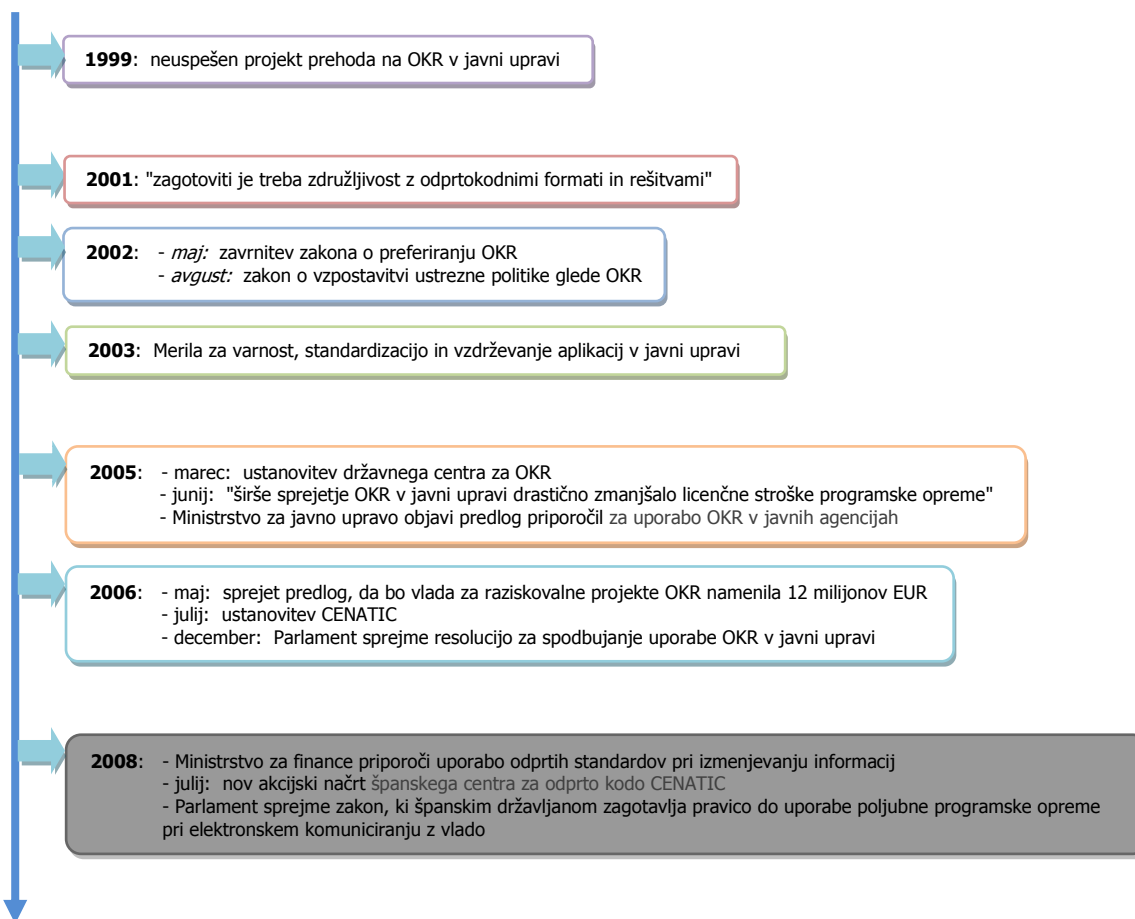 1999: neuspešen projekt prehoda na OKR v javni upravi
2001: "zagotoviti je treba združljivost z odprtokodnimi formati in rešitvami"
2002: - maj: zavrnitev zakona o preferiranju OKR
- avgust: zakon o vzpostavitvi ustrezne politike glede OKR
2003: Merila za varnost, standardizacijo in vzdrževanje aplikacij v javni upravi
2005: - marec: ustanovitev državnega centra za OKR
- junij: "širše sprejetje OKR v javni upravi drastično zmanjšalo licenčne stroške programske opreme"
- Ministrstvo za javno upravo objavi predlog priporočil za uporabo OKR v javnih agencijah
2006: - maj: sprejet predlog, da bo vlada za raziskovalne projekte OKR namenila 12 milijonov EUR
- julij: ustanovitev CENATIC
- december: Parlament sprejme resolucijo za spodbujanje uporabe OKR v javni upravi
2008: - Ministrstvo za finance priporoči uporabo odprtih standardov pri izmenjevanju informacij
- julij: nov akcijski načrt španskega centra za odprto kodo CENATIC
- Parlament sprejme zakon, ki španskim državljanom zagotavlja pravico do uporabe poljubne programske opreme
pri elektronskem komuniciranju z vlado